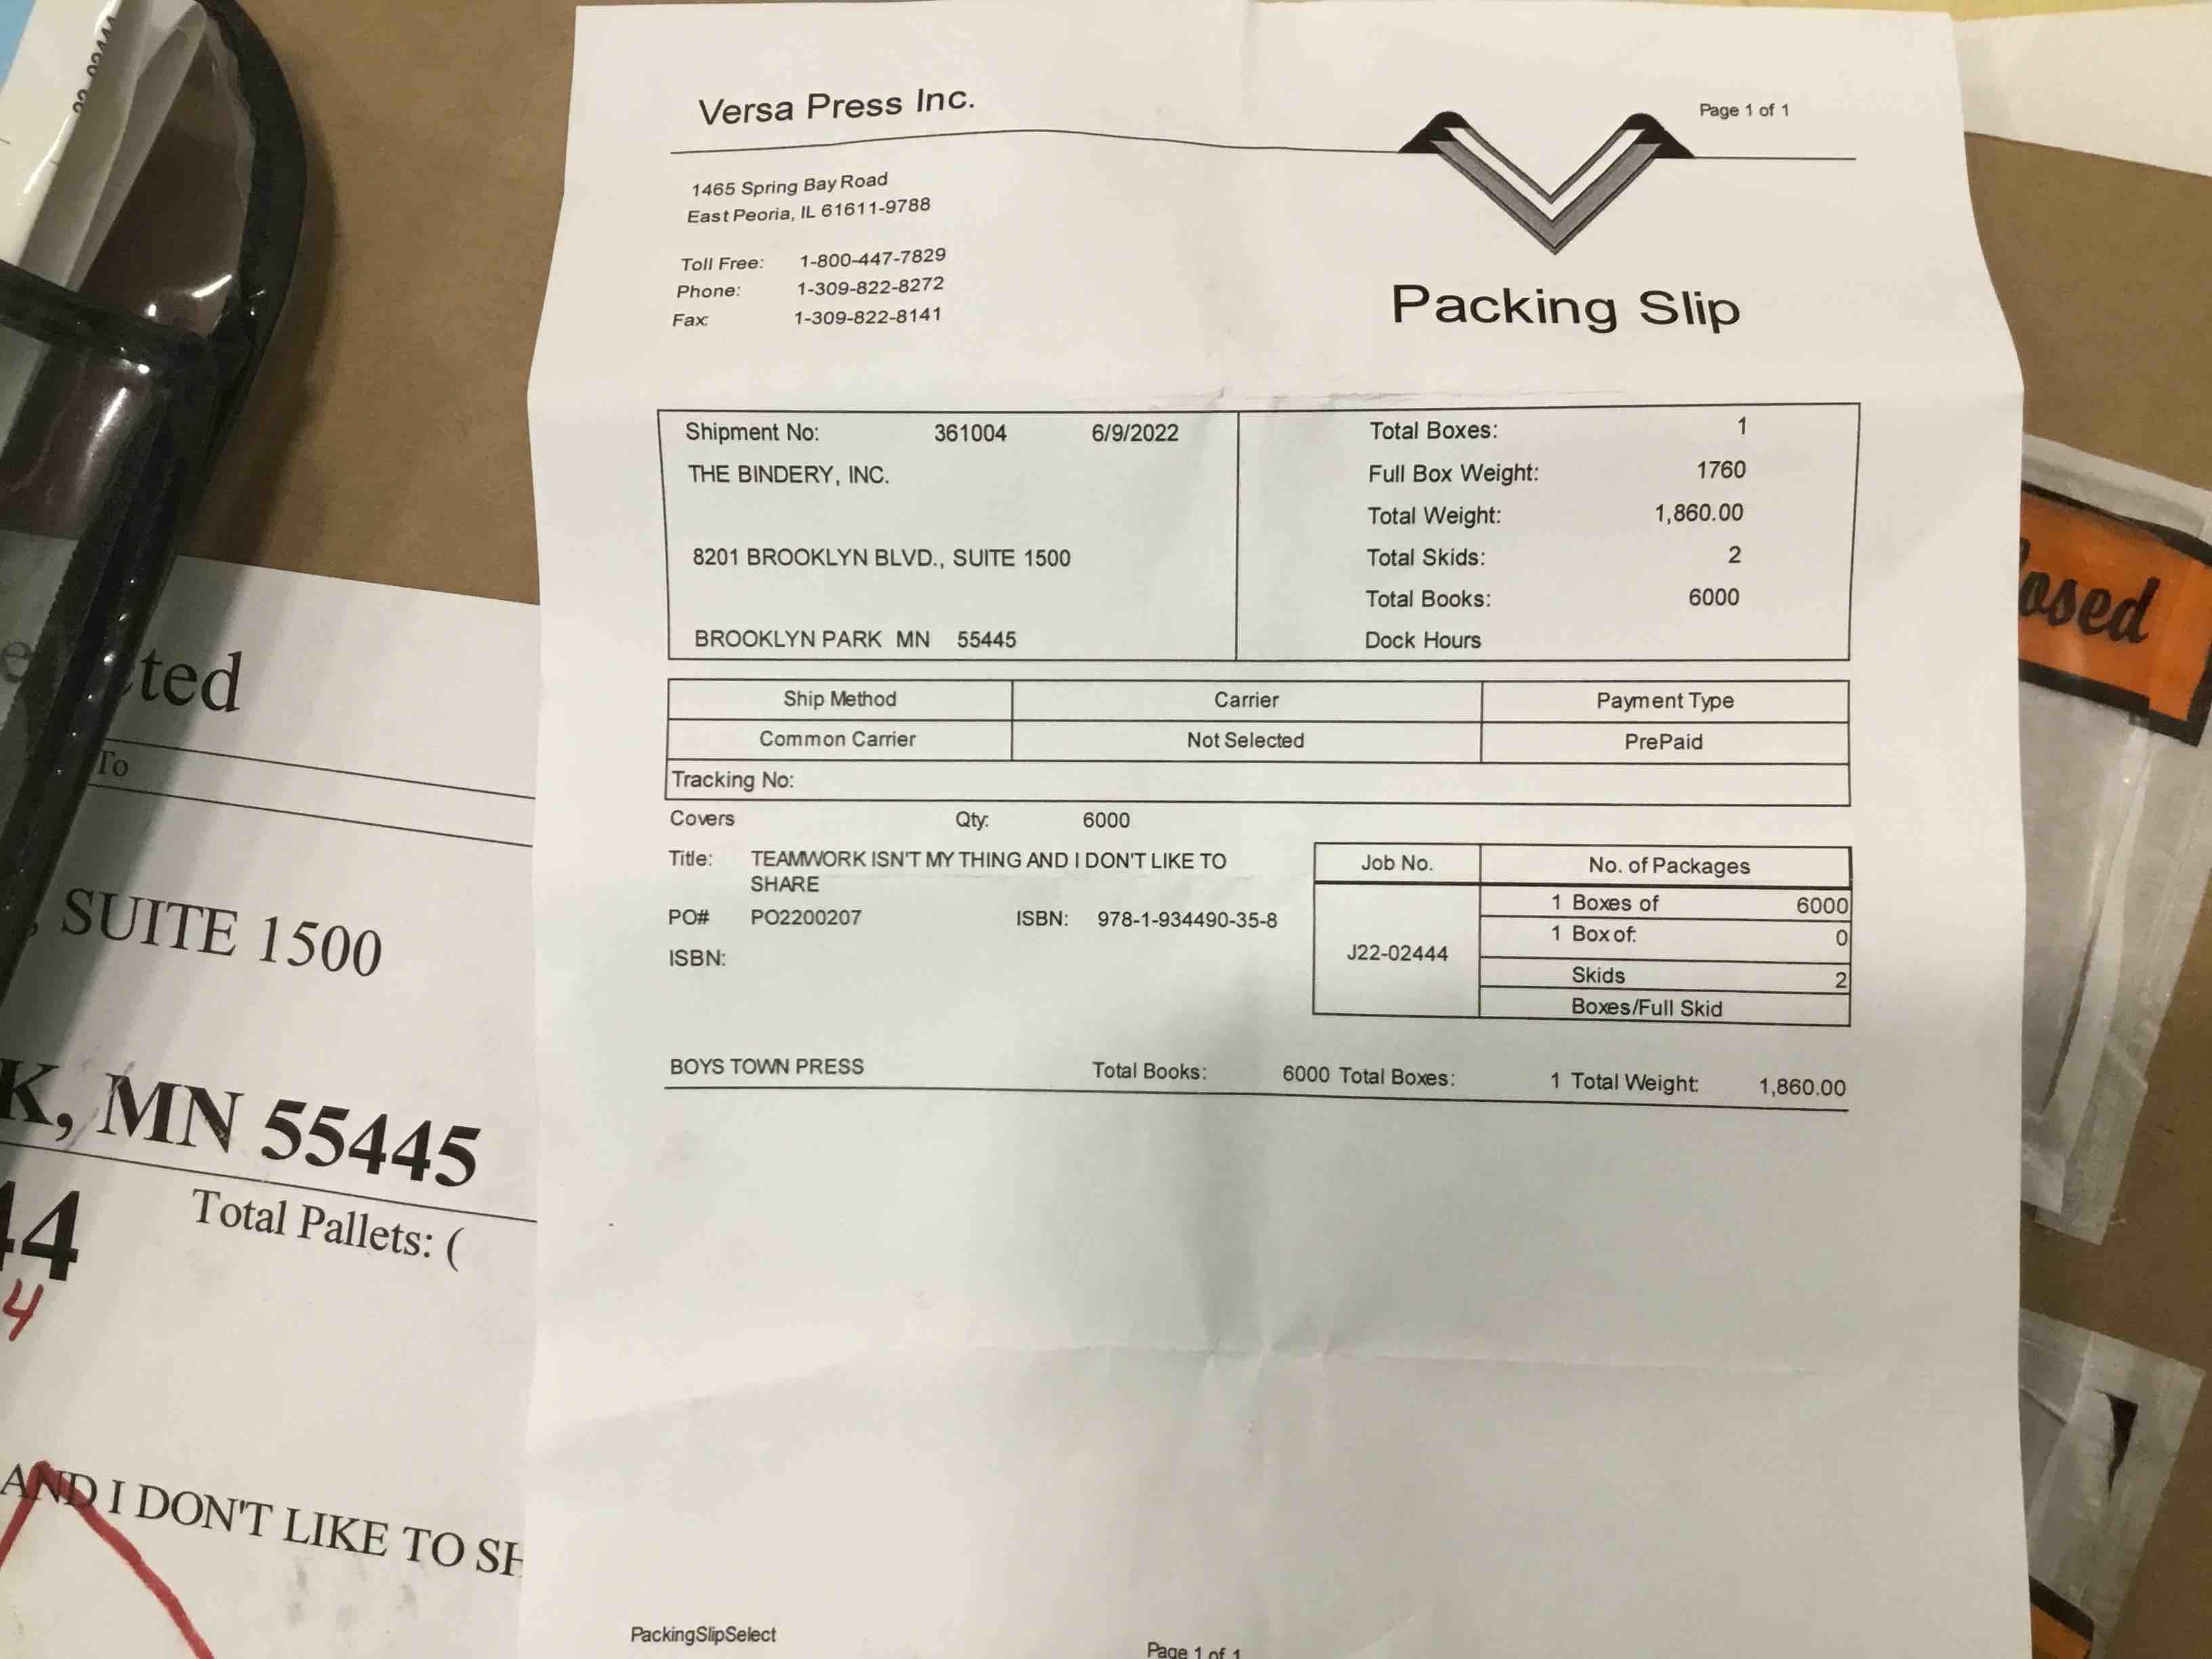 Versa Press Inc.
Page 1 of 1
1465 Spring Bay Road
East Peoria, IL 61611-9788
Toll Free: 1-800-447-7829
Phone: 1-309-822-8272
Fax: 1-309-822-8141
Packing Slip
Shipment No: 361004 6/9/2022
THE BINDERY, INC.
8201 BROOKLYN BLVD., SUITE 1500
BROOKLYN PARK MN 55445
Total Boxes: 1
Full Box Weight: 1760
Total Weight: 1,860.00
Total Skids: 2
Total Books: 6000
Dock Hours
Ship Method Carrier Payment Type
Common Carrier Not Selected PrePaid
Tracking No:
Covers Qty: 6000
Title: TEAMWORK ISN'T MY THING AND I DON'T LIKE TO
SHARE
PO# PO2200207 ISBN: 978-1-934490-35-8
ISBN:
Job No. No. of Packages
J22-02444
1 Boxes of 6000
1 Box of: 0
Skids 2
Boxes/Full Skid
BOYS TOWN PRESS Total Books: 6000 Total Boxes: 1 Total Weight: 1,860.00
PackingSlipSelect
Page 1 of 1
ted
To
, SUITE 1500
K, MN 55445
44
Total Pallets: (
4
AND I DON'T LIKE TO SH
osed